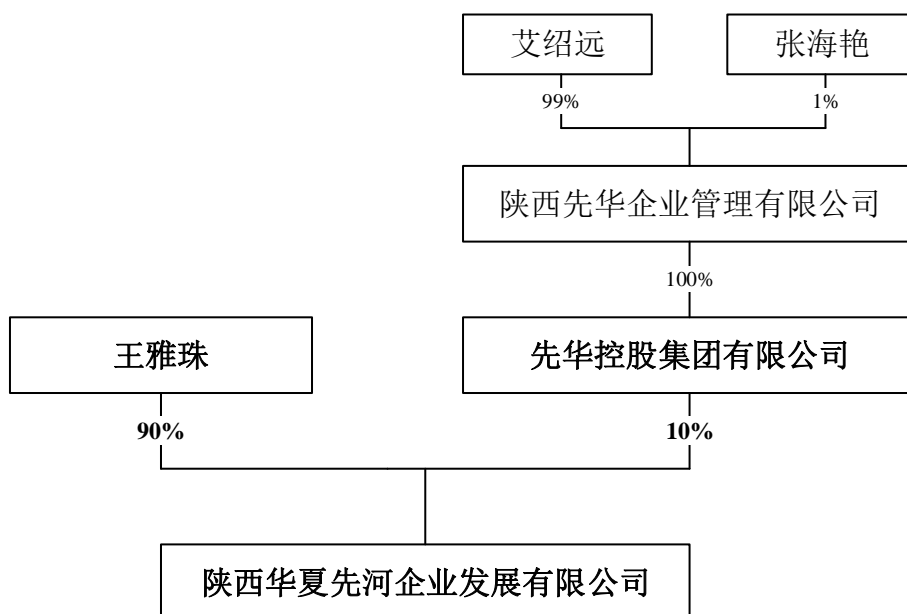 艾绍远
张海艳
99%
1%
陕西先华企业管理有限公司
100%
王雅珠
先华控股集团有限公司
90%
10%
陕西华夏先河企业发展有限公司